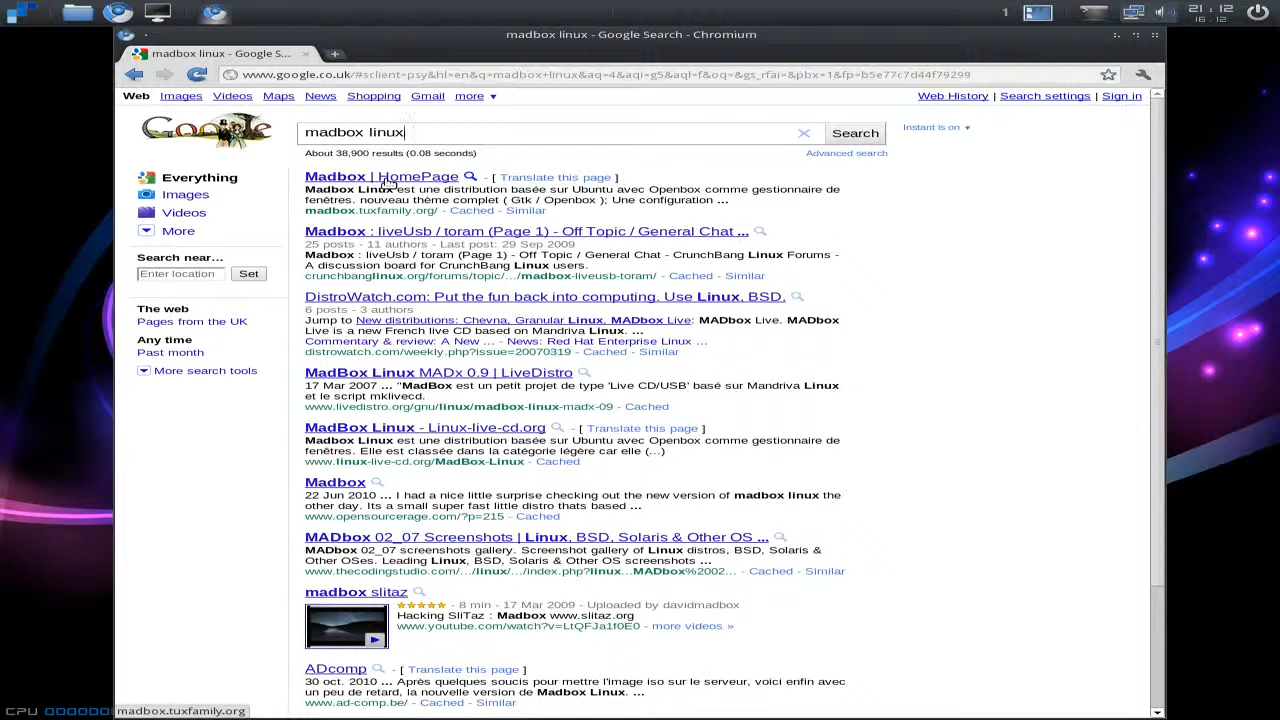 1
21:12
16.12
madbox linux - Google Search - Chromium
madbox linux - Google S...
www.google.co.uk/#sclient=psy&hl=en&q=madbox+linux&aq=4&aqi=g5&aql=f&oq=&gs_rfai=&pbx=1&fp=b5e77c7d44f79299
Web Images Videos Maps News Shopping Gmail more
Web History | Search settings | Sign in
Google
madbox linux
Search
Instant is on
About 38,900 results (0.08 seconds)
Advanced search
Everything
Images
Videos
More
Search near...
Enter location Set
The web
Pages from the UK
Any time
Past month
More search tools
Madbox | HomePage - [ Translate this page ]
Madbox Linux est une distribution basée sur Ubuntu avec Openbox comme gestionnaire de
fenêtres. nouveau thème complet ( Gtk / Openbox ); Une configuration ...
madbox.tuxfamily.org/ - Cached - Similar
Madbox : liveUsb / toram (Page 1) - Off Topic / General Chat ...
25 posts - 11 authors - Last post: 29 Sep 2009
Madbox : liveUsb / toram (Page 1) - Off Topic / General Chat - CrunchBang Linux Forums -
A discussion board for CrunchBang Linux users.
crunchbanglinux.org/forums/topic/.../madbox-liveusb-toram/ - Cached - Similar
DistroWatch.com: Put the fun back into computing. Use Linux, BSD.
6 posts - 3 authors
Jump to New distributions: Chevna, Granular Linux, MADbox Live: MADbox Live. MADbox
Live is a new French live CD based on Mandriva Linux. ...
Commentary & review: A New ... - News: Red Hat Enterprise Linux ...
distrowatch.com/weekly.php?issue=20070319 - Cached - Similar
MadBox Linux MADx 0.9 | LiveDistro
17 Mar 2007 ... "MadBox est un petit projet de type 'Live CD/USB' basé sur Mandriva Linux
et le script mklivecd.
www.livedistro.org/gnu/linux/madbox-linux-madx-09 - Cached
MadBox Linux - Linux-live-cd.org - [ Translate this page ]
Madbox Linux est une distribution basée sur Ubuntu avec Openbox comme gestionnaire de
fenêtres. Elle est classée dans la catégorie légère car elle (...)
www.linux-live-cd.org/MadBox-Linux - Cached
Madbox
22 Jun 2010 ... I had a nice little surprise checking out the new version of madbox linux the
other day. Its a small super fast little distro thats based ...
www.opensourcerage.com/?p=215 - Cached
MADbox 02_07 Screenshots | Linux, BSD, Solaris & Other OS ...
MADbox 02_07 screenshots gallery. Screenshot gallery of Linux distros, BSD, Solaris &
Other OSes. Leading Linux, BSD, Solaris & Other OS screenshots ...
www.thecodingstudio.com/.../linux/.../index.php?linux...MADbox%2002... - Cached - Similar
madbox slitaz
★★★★★ - 8 min - 17 Mar 2009 - Uploaded by davidmadbox
Hacking SliTaz : Madbox www.slitaz.org
www.youtube.com/watch?v=LtQFJa1f0E0 - more videos »
ADcomp - [ Translate this page ]
30 oct. 2010 ... Après quelques soucis pour mettre l'image iso sur le serveur, voici enfin avec
un peu de retard, la nouvelle version de Madbox Linux. ...
www.ad-comp.be/ - Cached - Similar
CPU
madbox.tuxfamily.org